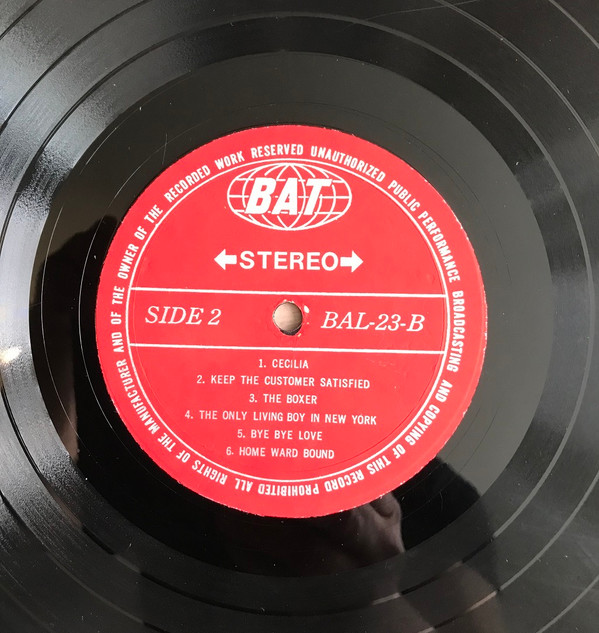 ALL RIGHTS OF THE MANUFACTURER AND OF THE OWNER OF THE RECORDED WORK RESERVED UNAUTHORIZED PUBLIC PERFORMANCE BROADCASTING AND COPYING OF THIS RECORD PROHIBITED
BAT
STEREO
SIDE 2 BAL-23-B
1. CECILIA
2. KEEP THE CUSTOMER SATISFIED
3. THE BOXER
4. THE ONLY LIVING BOY IN NEW YORK
5. BYE BYE LOVE
6. HOME WARD BOUND